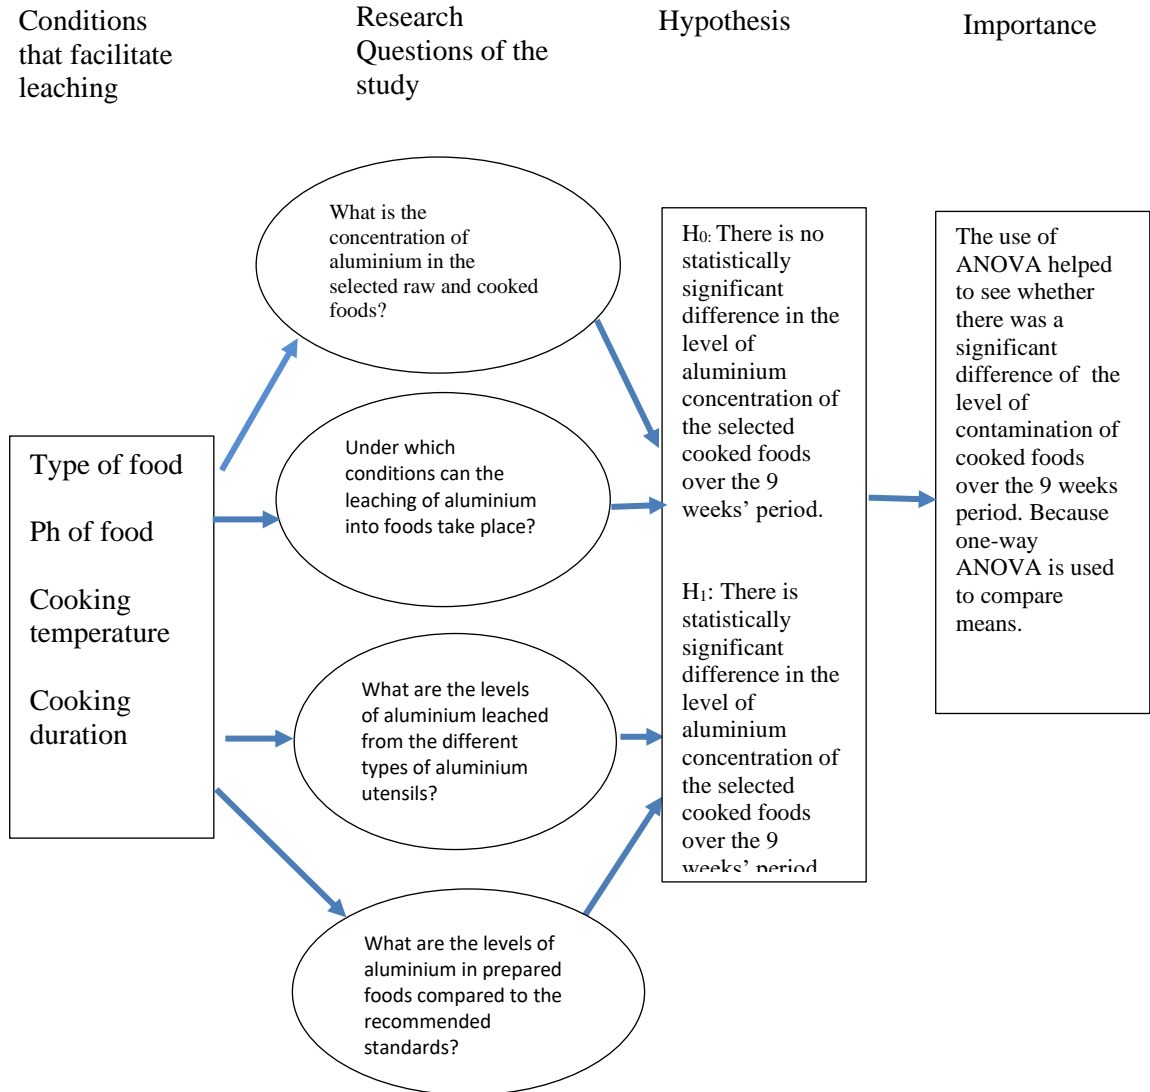 Conditions
that facilitate
leaching
Research
Questions of the
study
Hypothesis
Importance
What is the
concentration of
aluminium in the
selected raw and cooked
foods?
Under which
conditions can the
leaching of aluminium
into foods take place?
What are the levels
of aluminium leached
from the different
types of aluminium
utensils?
What are the levels of
aluminium in prepared
foods compared to the
recommended
standards?
Type of food
Ph of food
Cooking
temperature
Cooking
duration
H0: There is no
statistically
significant
difference in the
level of
aluminium
concentration of
the selected
cooked foods
over the 9
weeks’ period.
H1: There is
statistically
significant
difference in the
level of
aluminium
concentration of
the selected
cooked foods
over the 9
weeks’ period
The use of
ANOVA helped
to see whether
there was a
significant
difference of  the
level of
contamination of
cooked foods
over the 9 weeks
period. Because
one-way
ANOVA is used
to compare
means.